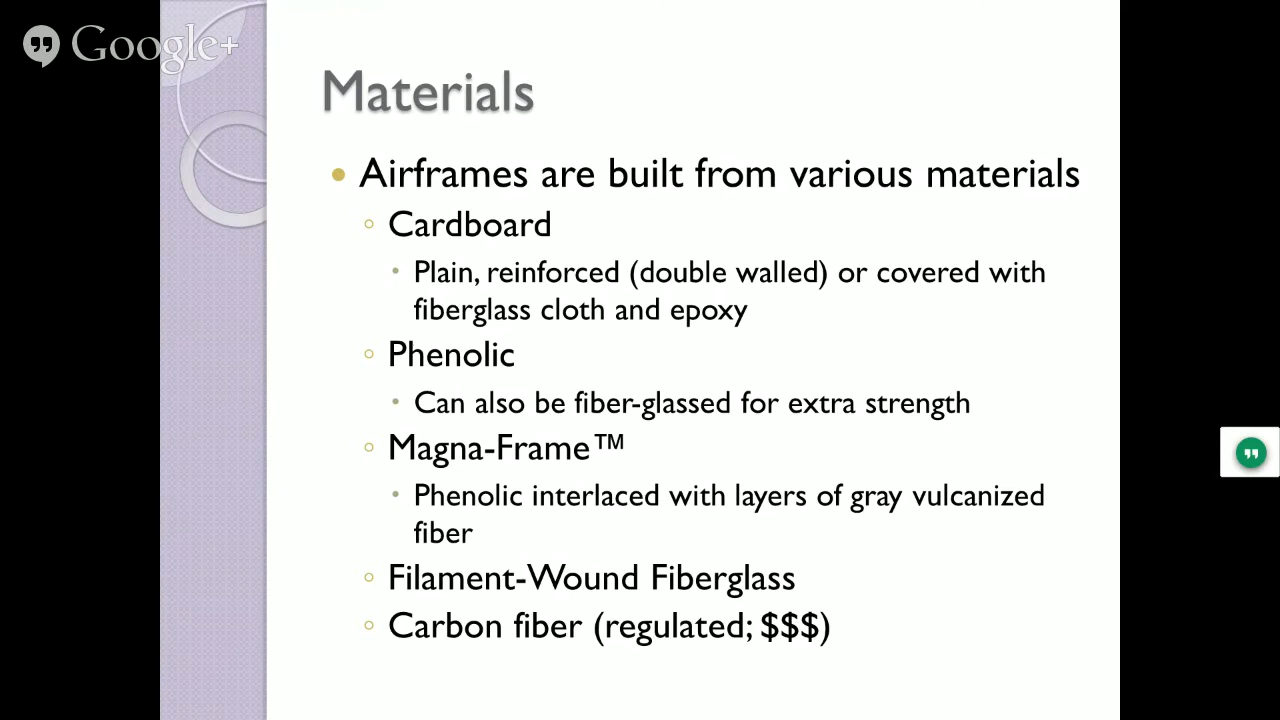 Google+
Materials
Airframes are built from various materials
Cardboard
Plain, reinforced (double walled) or covered with
fiberglass cloth and epoxy
Phenolic
Can also be fiber-glassed for extra strength
Magna-Frame™
Phenolic interlaced with layers of gray vulcanized
fiber
Filament-Wound Fiberglass
Carbon fiber (regulated; $$$)